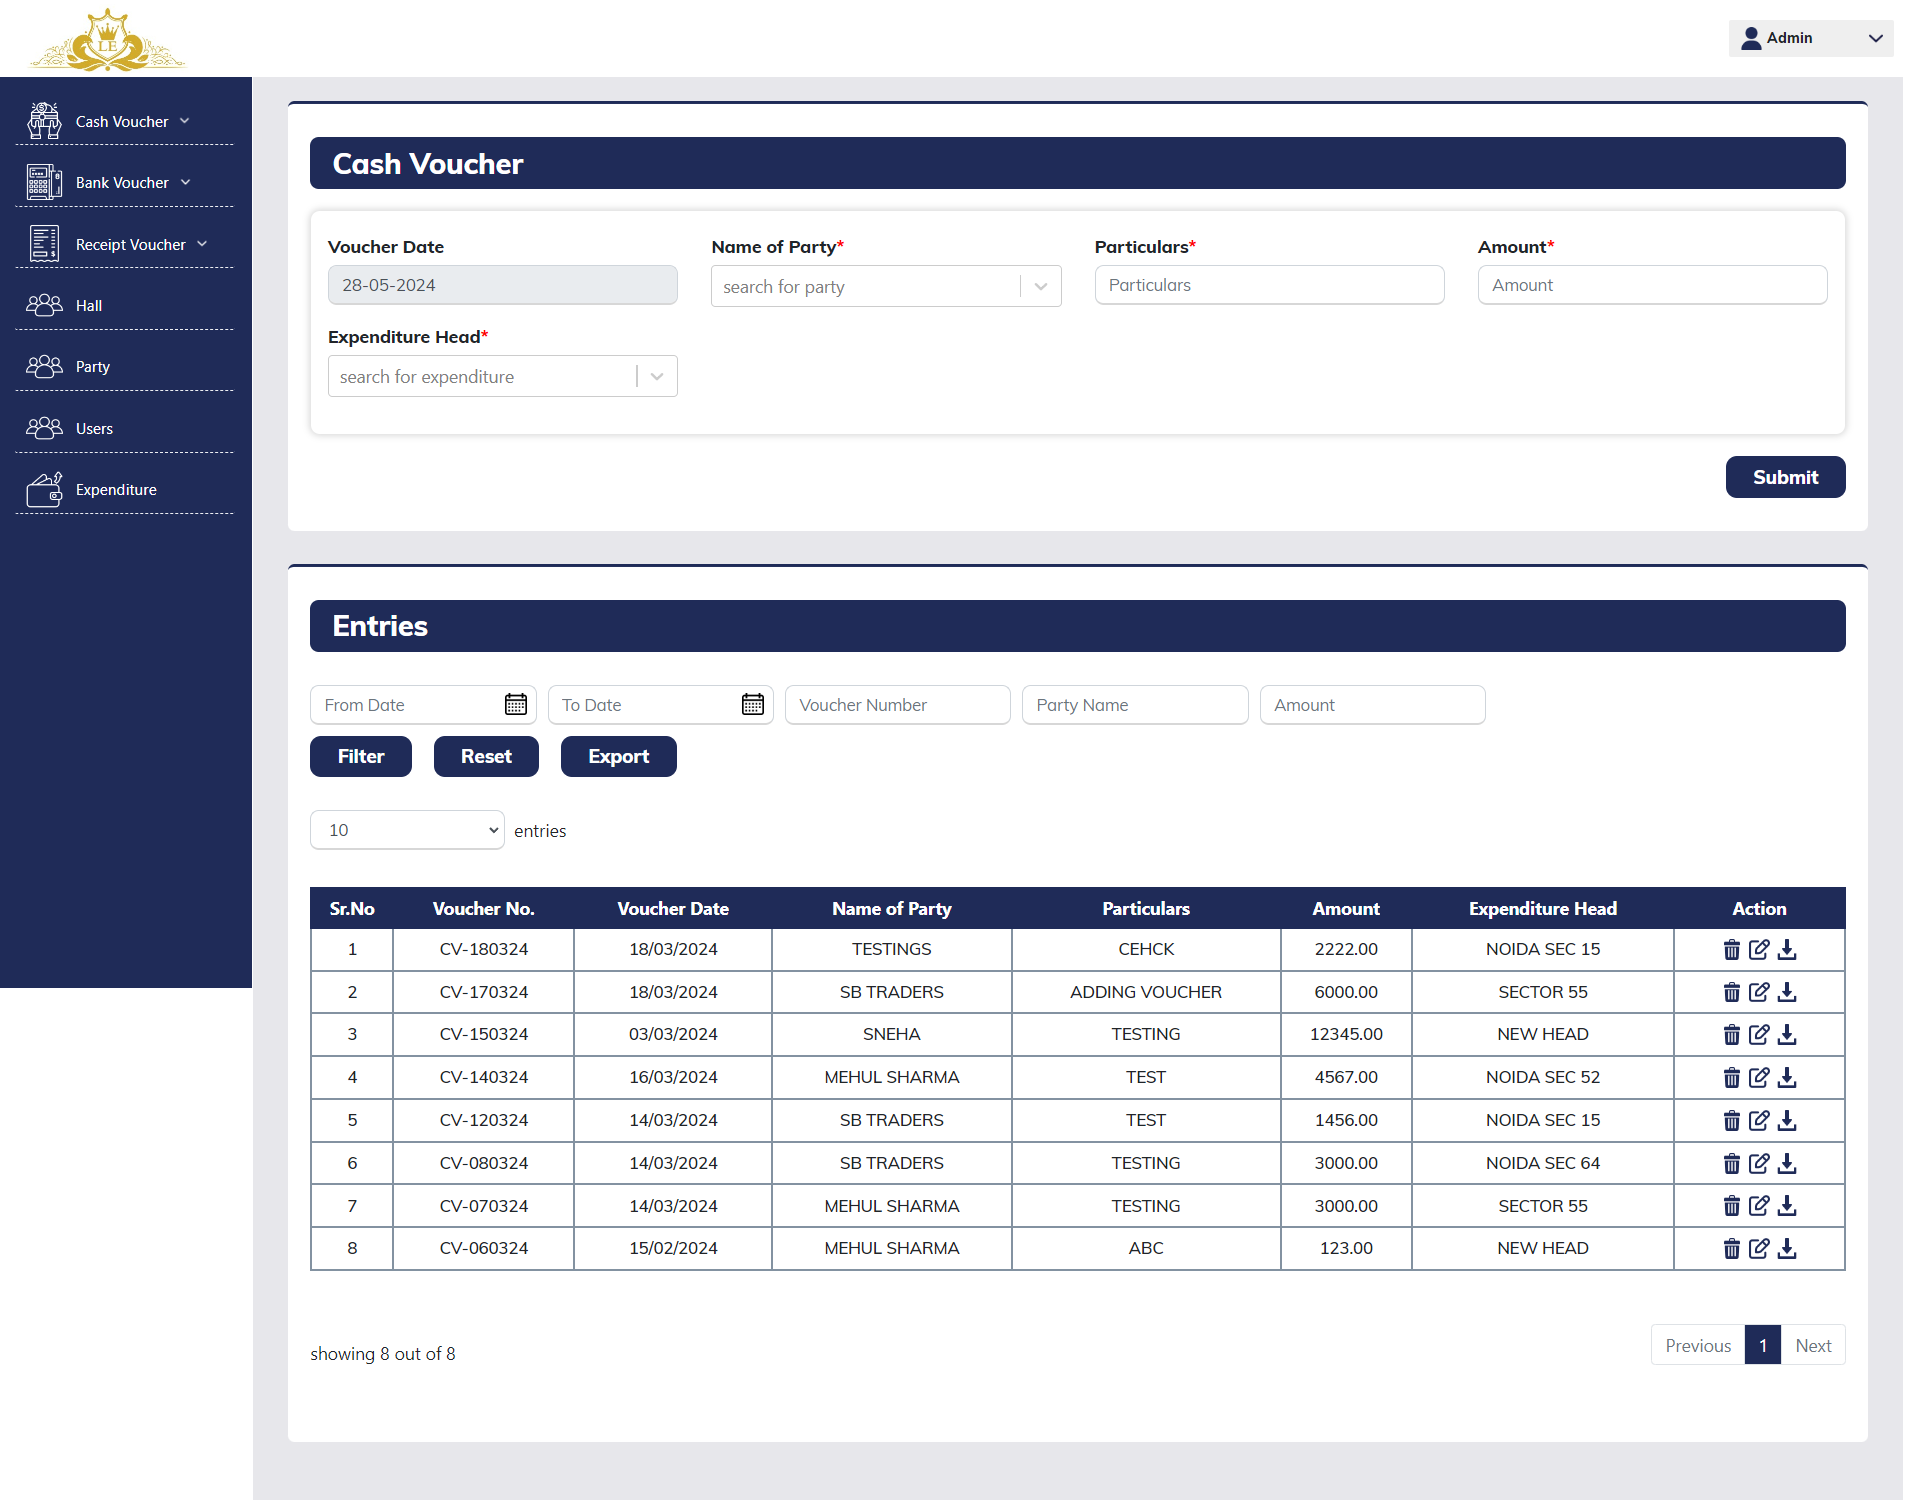 LE
Admin
Cash Voucher
Bank Voucher
Receipt Voucher
Hall
Party
Users
Expenditure
Cash Voucher
Voucher Date Name of Party* Particulars* Amount*
28-05-2024 search for party Particulars Amount
Expenditure Head*
search for expenditure
Submit
Entries
From Date To Date Voucher Number Party Name Amount
Filter Reset Export
10 entries
Sr.No Voucher No. Voucher Date Name of Party Particulars Amount Expenditure Head Action
1 CV-180324 18/03/2024 TESTINGS CEHCK 2222.00 NOIDA SEC 15
2 CV-170324 18/03/2024 SB TRADERS ADDING VOUCHER 6000.00 SECTOR 55
3 CV-150324 03/03/2024 SNEHA TESTING 12345.00 NEW HEAD
4 CV-140324 16/03/2024 MEHUL SHARMA TEST 4567.00 NOIDA SEC 52
5 CV-120324 14/03/2024 SB TRADERS TEST 1456.00 NOIDA SEC 15
6 CV-080324 14/03/2024 SB TRADERS TESTING 3000.00 NOIDA SEC 64
7 CV-070324 14/03/2024 MEHUL SHARMA TESTING 3000.00 SECTOR 55
8 CV-060324 15/02/2024 MEHUL SHARMA ABC 123.00 NEW HEAD
showing 8 out of 8
Previous 1 Next